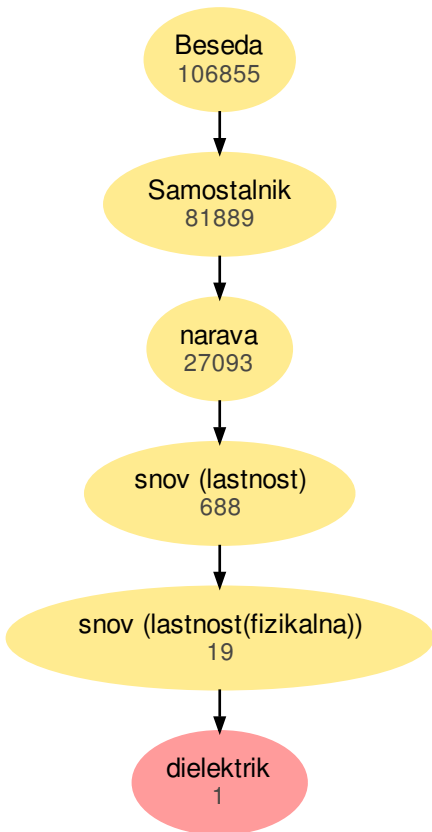 Beseda
106855
Samostalnik
81889
narava
27093
snov (lastnost)
688
snov (lastnost(fizikalna))
19
dielektrik
1